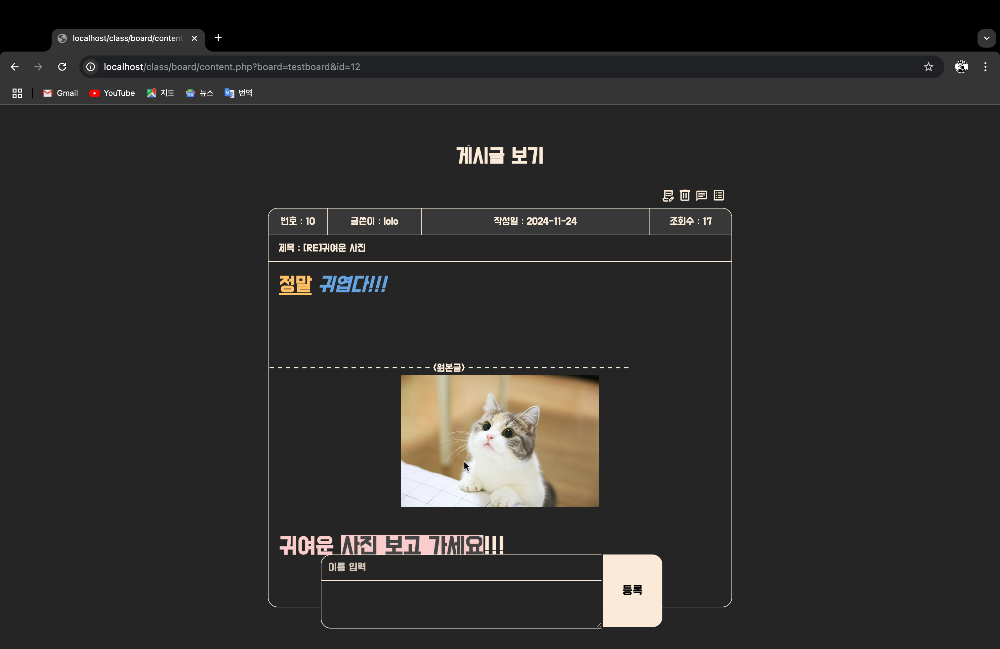 localhost/class/board/content
localhost/class/board/content.php?board=testboard&id=12
Gmail YouTube 지도 뉴스 번역
게시글 보기
번호 : 10 글쓴이 : lolo 작성일 : 2024-11-24 조회수 : 17
제목 : [RE]귀여운 사진
정말 귀엽다!!!
- - - - - - - - - - - - - - - - - - - - <원본글> - - - - - - - - - - - - - - - - - - - -
귀여운 사진 보고 가세요!!!
이름 입력
등록